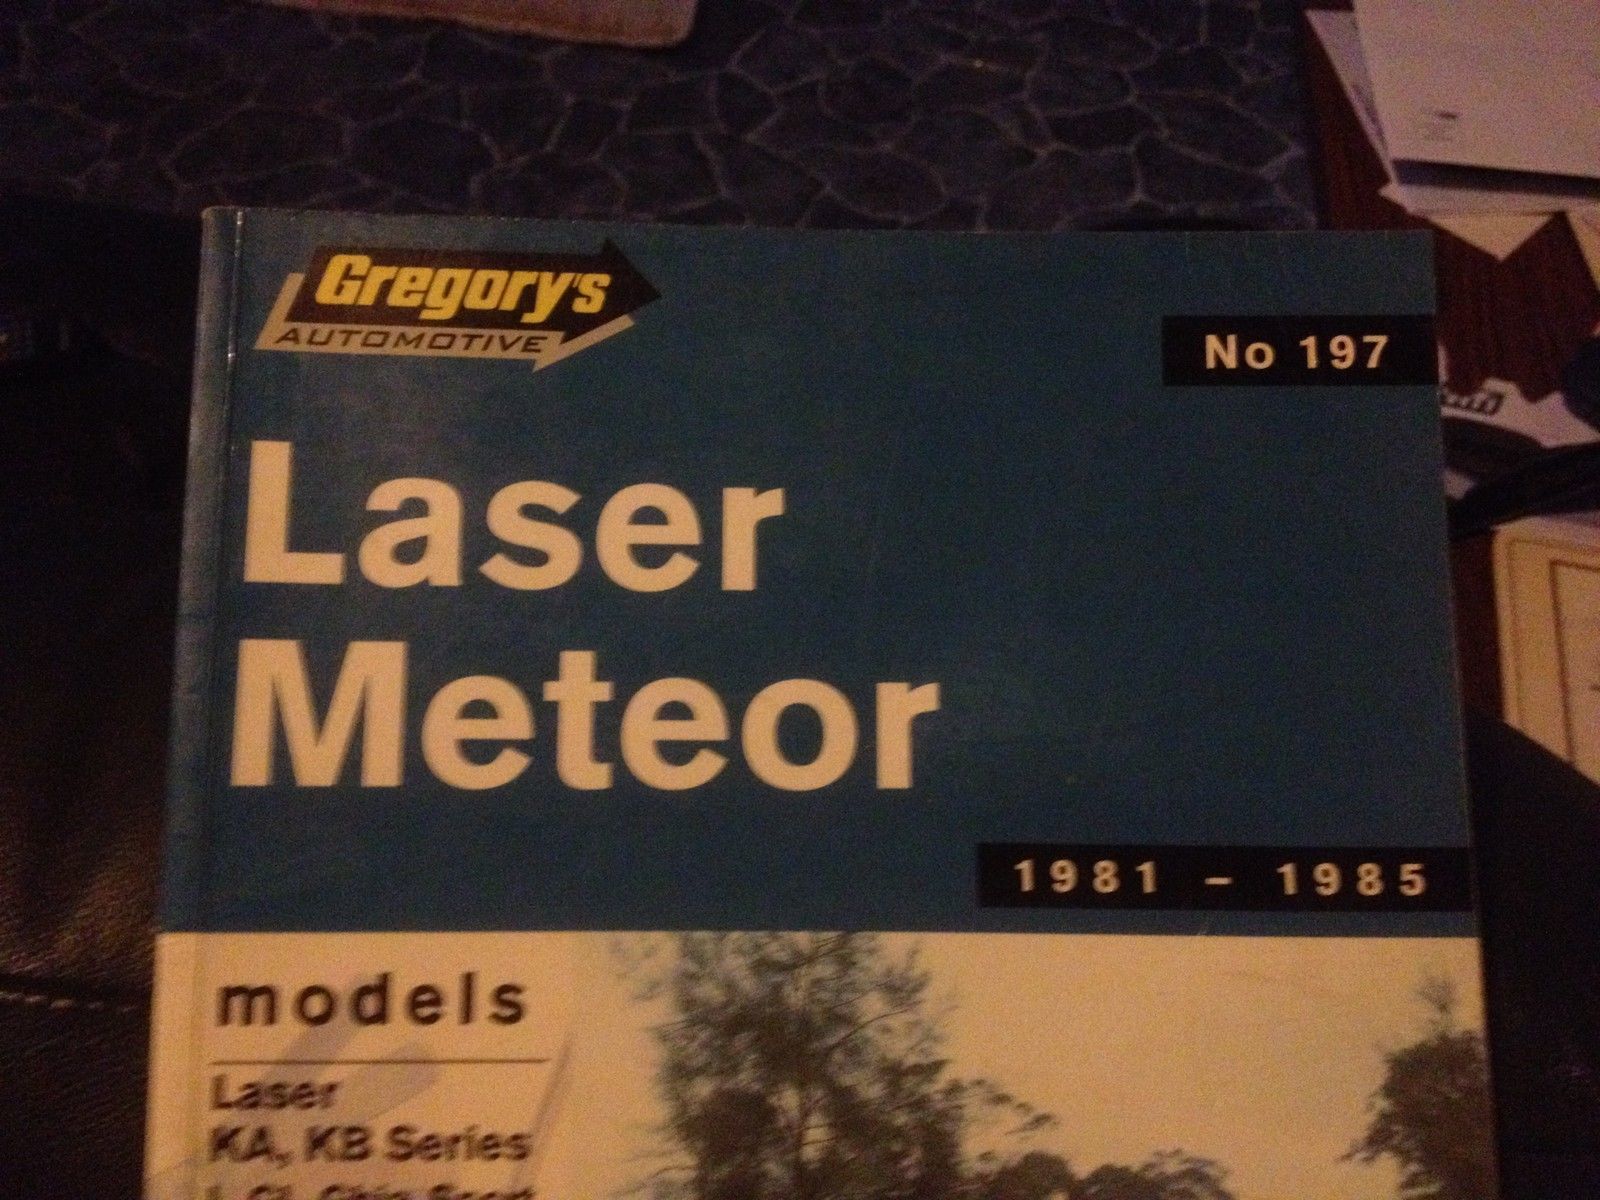 Gregory's
AUTOMOTIVE
No 197
Laser
Meteor
1981 - 1985
models
Laser
KA, KB Series